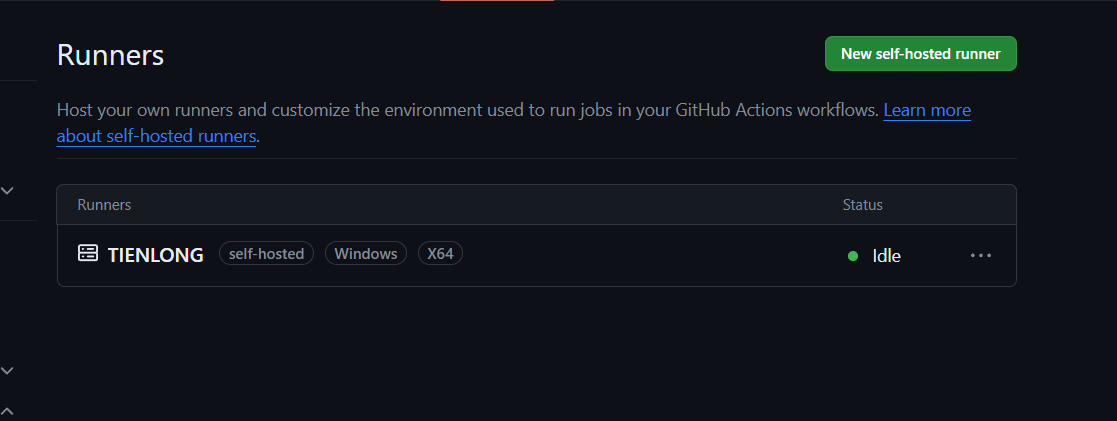 Runners
New self-hosted runner
Host your own runners and customize the environment used to run jobs in your GitHub Actions workflows. Learn more
about self-hosted runners.
Runners Status
TIENLONG self-hosted Windows X64 Idle